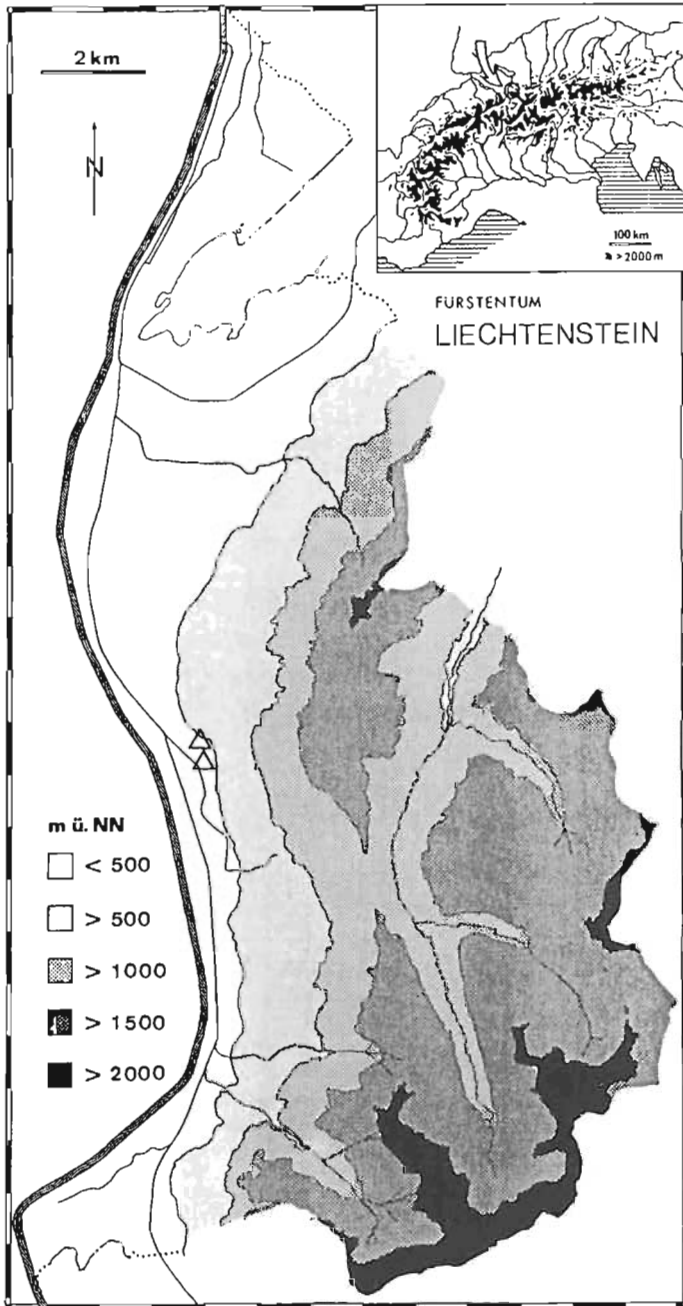 2 km
N
100 km
> 2000 m
FÜRSTENTUM
LIECHTENSTEIN
m ü. NN
< 500
> 500
> 1000
> 1500
> 2000